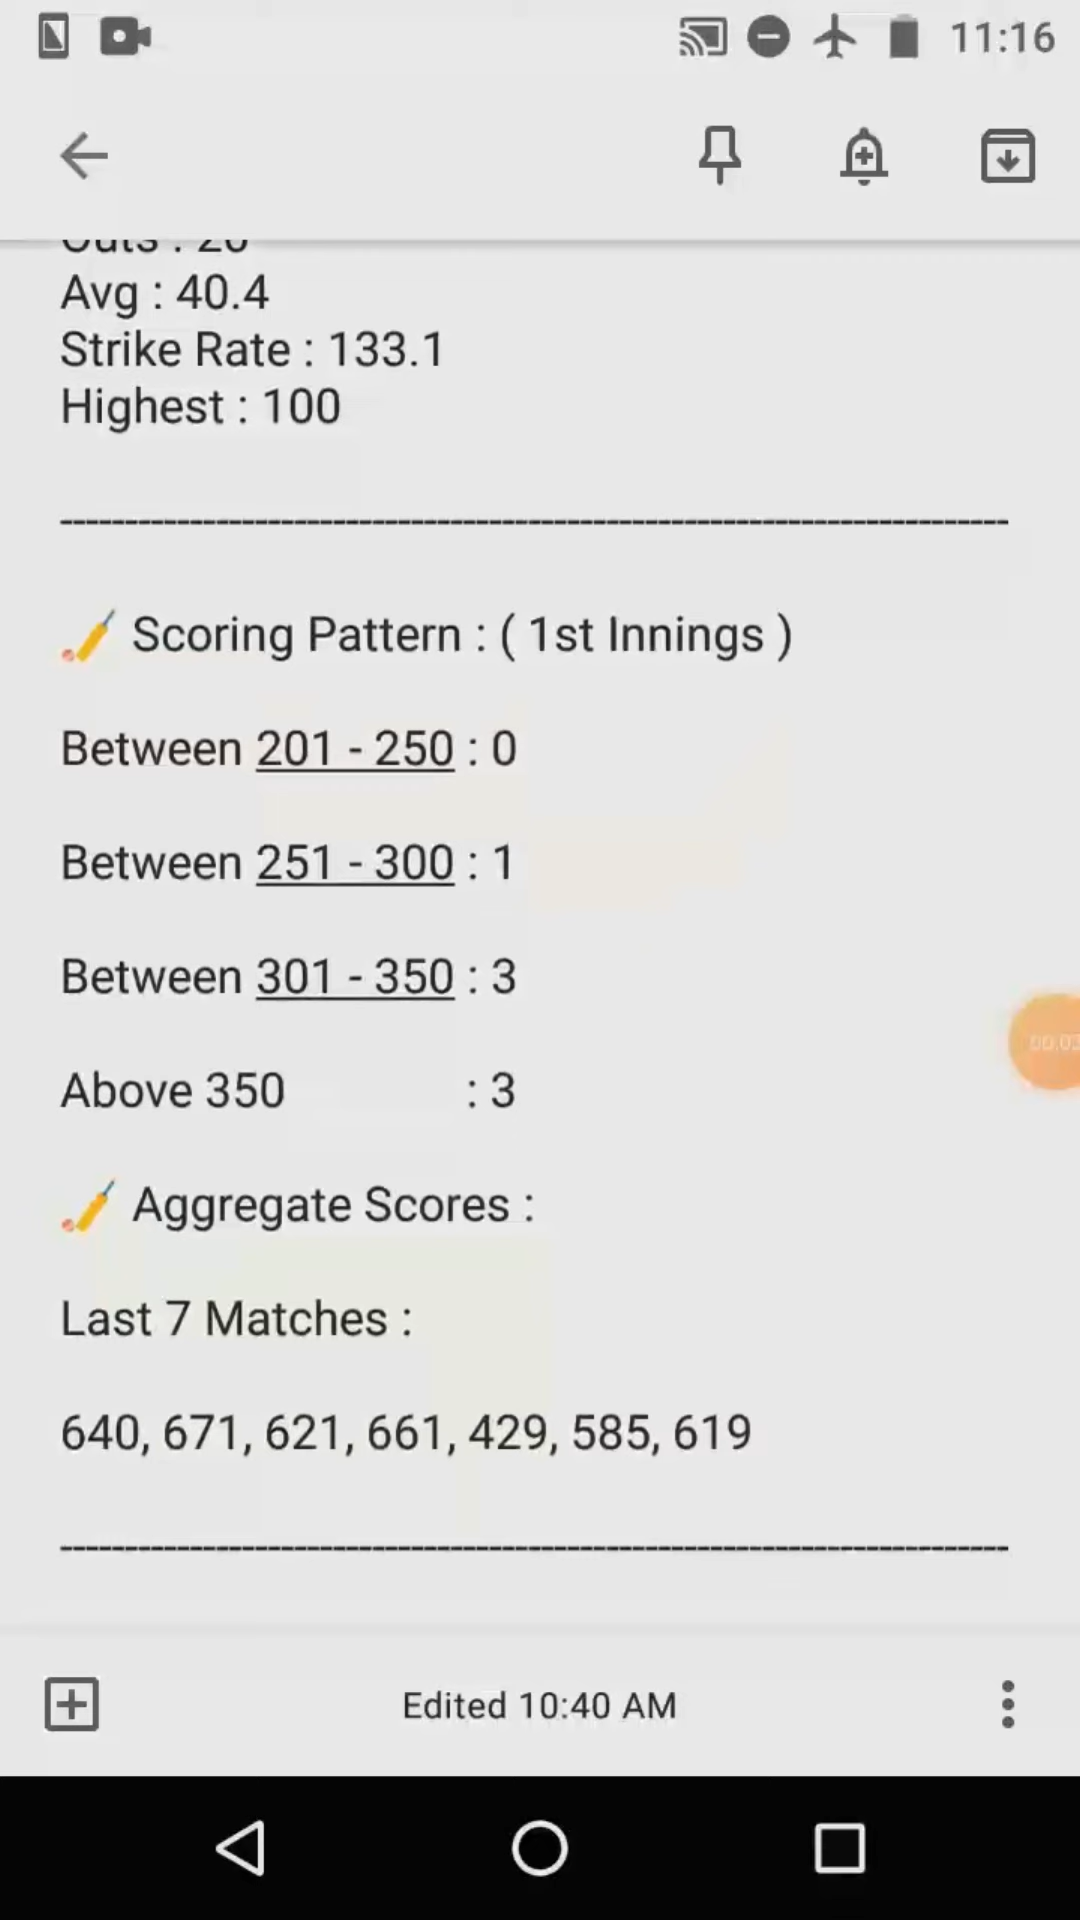 11:16
Outs : 20
Avg : 40.4
Strike Rate : 133.1
Highest : 100
----------------------------------------------------------------------
Scoring Pattern : ( 1st Innings )
Between 201 - 250 : 0
Between 251 - 300 : 1
Between 301 - 350 : 3
Above 350 : 3
Aggregate Scores :
Last 7 Matches :
640, 671, 621, 661, 429, 585, 619
----------------------------------------------------------------------
Edited 10:40 AM